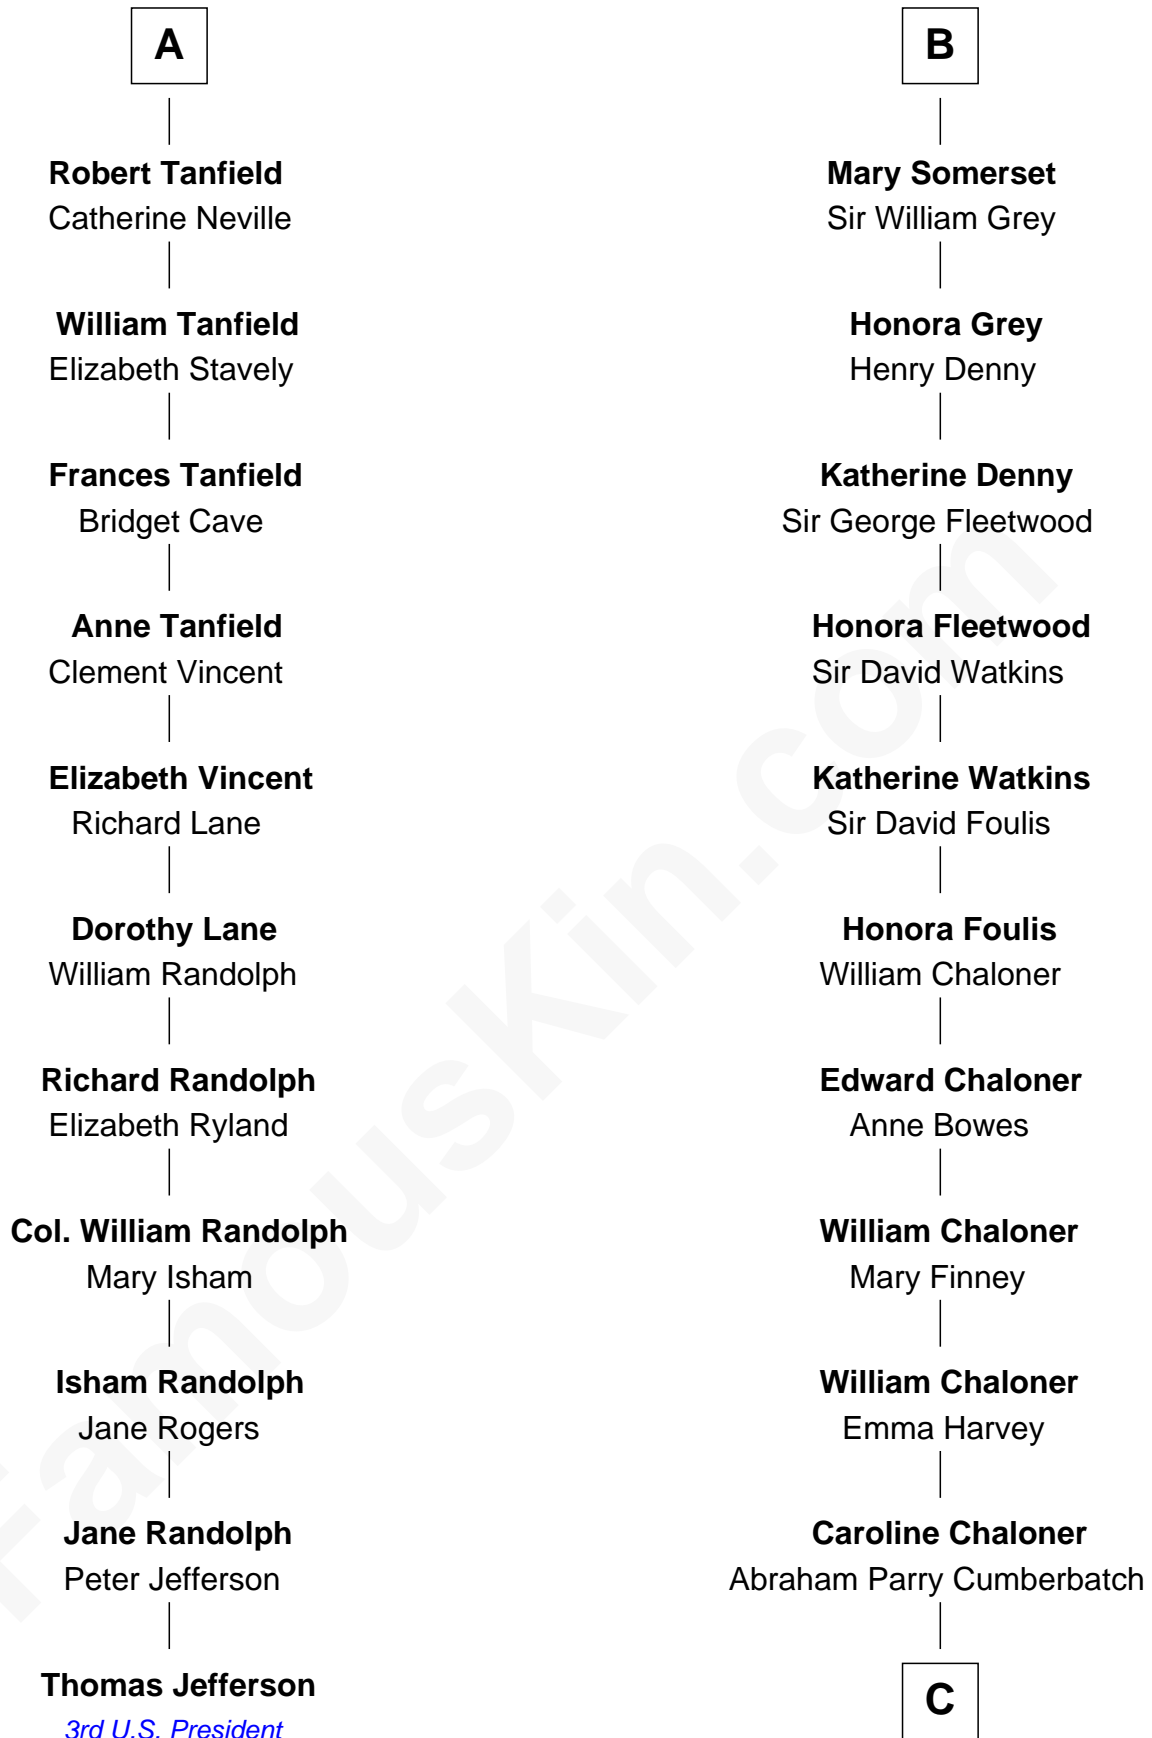 A
Robert Tanfield
Catherine Neville
William Tanfield
Elizabeth Stavely
Frances Tanfield
Bridget Cave
Anne Tanfield
Clement Vincent
Elizabeth Vincent
Richard Lane
Dorothy Lane
William Randolph
Richard Randolph
Elizabeth Ryland
Col. William Randolph
Mary Isham
Isham Randolph
Jane Rogers
Jane Randolph
Peter Jefferson
Thomas Jefferson
3rd U.S. President
B
Mary Somerset
Sir William Grey
Honora Grey
Henry Denny
Katherine Denny
Sir George Fleetwood
Honora Fleetwood
Sir David Watkins
Katherine Watkins
Sir David Foulis
Honora Foulis
William Chaloner
Edward Chaloner
Anne Bowes
William Chaloner
Mary Finney
William Chaloner
Emma Harvey
Caroline Chaloner
Abraham Parry Cumberbatch
C
FamousKin.com